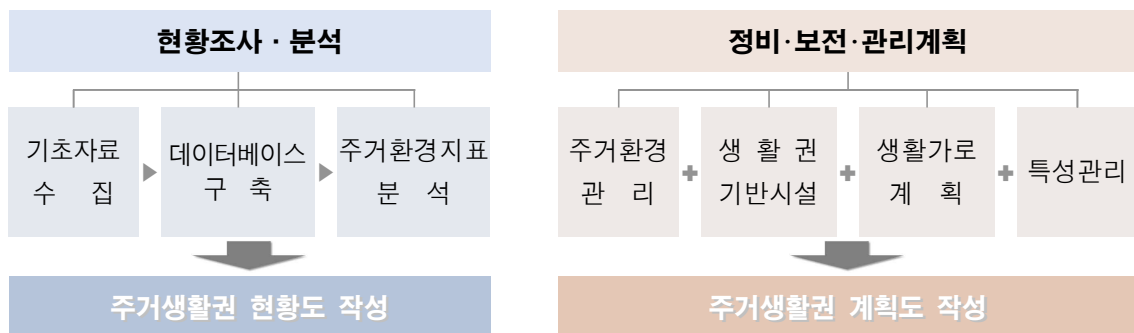 현황조사 · 분석
기초자료
수 집
데이터베이스
구 축
주거환경지표
분 석
주거생활권 현황도 작성
정비·보전·관리계획
주거환경
관 리
생 활 권
기반시설
생활가로
계 획
특성관리
주거생활권 계획도 작성